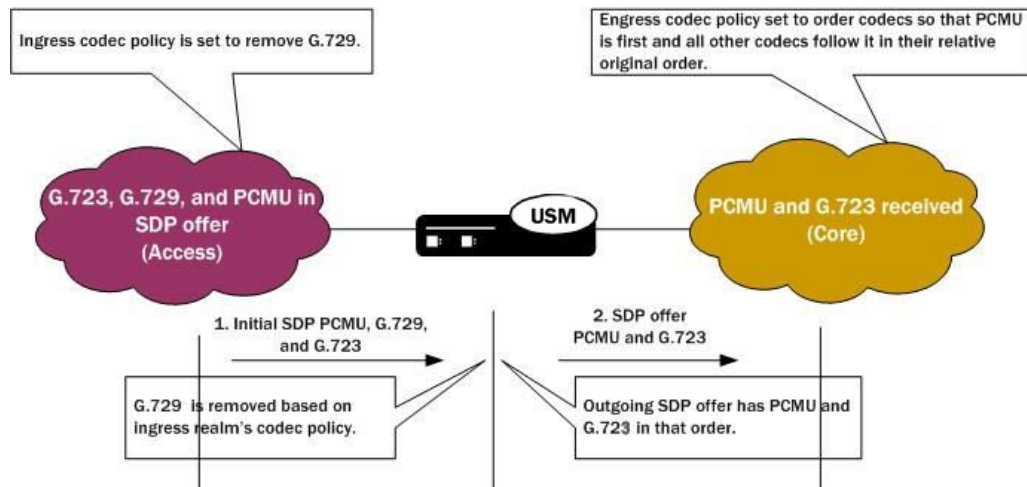 Ingress codec policy is set to remove G.729.
Engress codec policy set to order codecs so that PCMU
is first and all other codecs follow it in their relative
original order.
G.723, G.729, and PCMU in
SDP offer
(Access)
USM
PCMU and G.723 received
(Core)
1. Initial SDP PCMU, G.729,
and G.723
2. SDP offer
PCMU and G.723
G.729 is removed based on
ingress realm's codec policy.
Outgoing SDP offer has PCMU and
G.723 in that order.